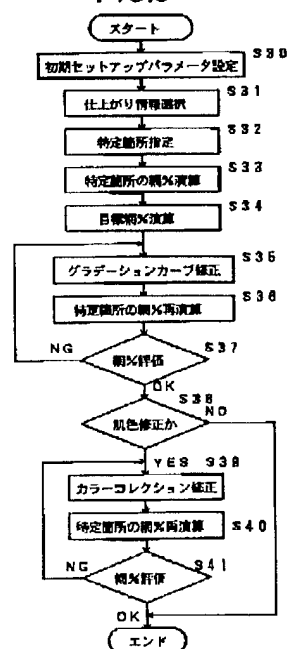 スタート
S30
初期セットアップパラメータ設定
S31
仕上がり情報選択
S32
特定箇所指定
S33
特定箇所の網%演算
S34
目標網%演算
S35
グラデーションカーブ修正
S36
特定箇所の網%再演算
S37
NG
網%評価
OK
S38
肌色修正か
NO
YES S39
カラーコレクション修正
特定箇所の網%再演算
S40
NG
S41
網%評価
OK
エンド